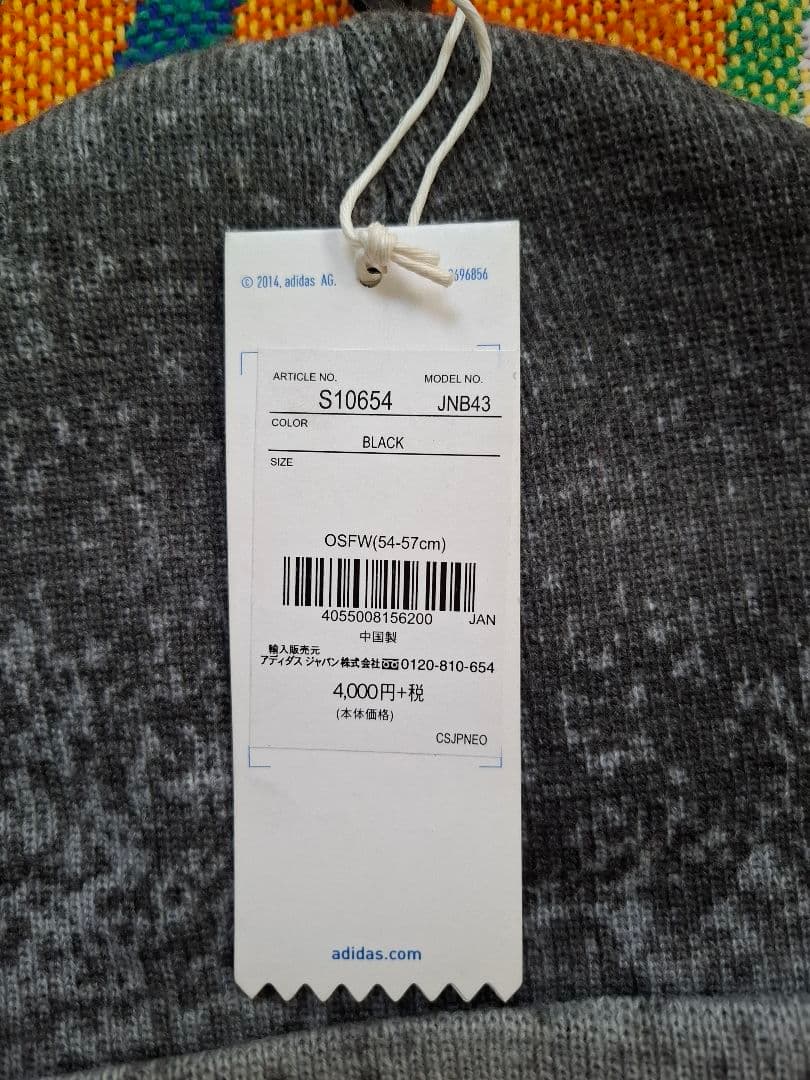 © 2014, adidas AG.
696856
ARTICLE NO. MODEL NO.
S10654 JNB43
COLOR
BLACK
SIZE
OSFW(54-57cm)
4055008156200 JAN
中国製
輸入販売元
アディダス ジャパン株式会社 0120-810-654
4,000円+税
(本体価格)
CSJPNEO
adidas.com